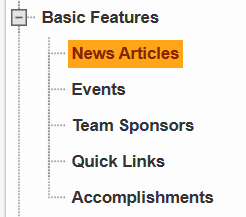 Basic Features
News Articles
Events
Team Sponsors
Quick Links
Accomplishments